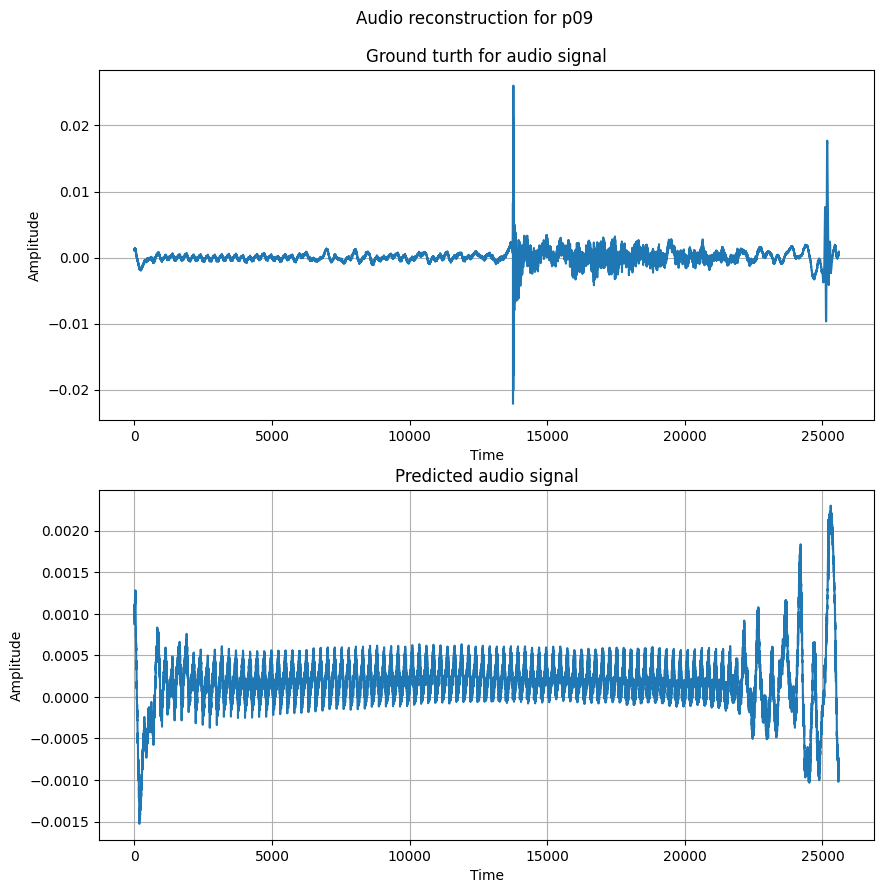 Audio reconstruction for p09
Ground turth for audio signal
0.02
0.01
0.00
−0.01
−0.02
Amplitude
0 5000 10000 15000 20000 25000
Time
Predicted audio signal
0.0020
0.0015
0.0010
0.0005
0.0000
−0.0005
−0.0010
−0.0015
Amplitude
0 5000 10000 15000 20000 25000
Time